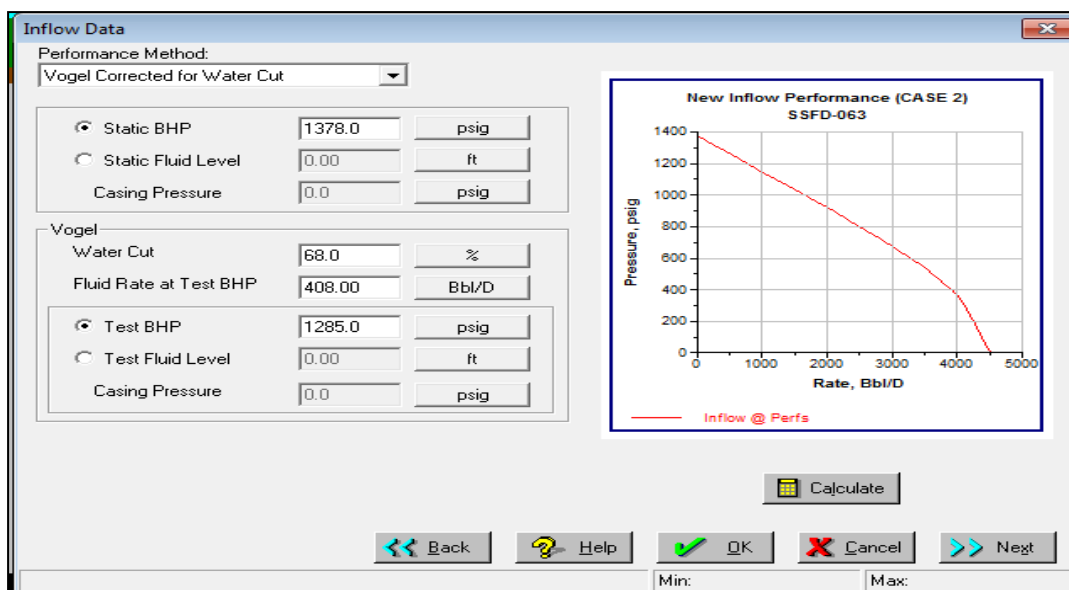 Inflow Data
Performance Method:
Vogel Corrected for Water Cut
Static BHP 1378.0 psig
Static Fluid Level 0.00 ft
Casing Pressure 0.0 psig
Vogel
Water Cut 68.0 %
Fluid Rate at Test BHP 408.00 Bbl/D
Test BHP 1285.0 psig
Test Fluid Level 0.00 ft
Casing Pressure 0.0 psig
New Inflow Performance (CASE 2)
SSFD-063
Pressure, psig
1400
1200
1000
800
600
400
200
0
0 1000 2000 3000 4000 5000
Rate, Bbl/D
Inflow @ Perfs
Calculate
Back Help OK Cancel Next
Min: Max: